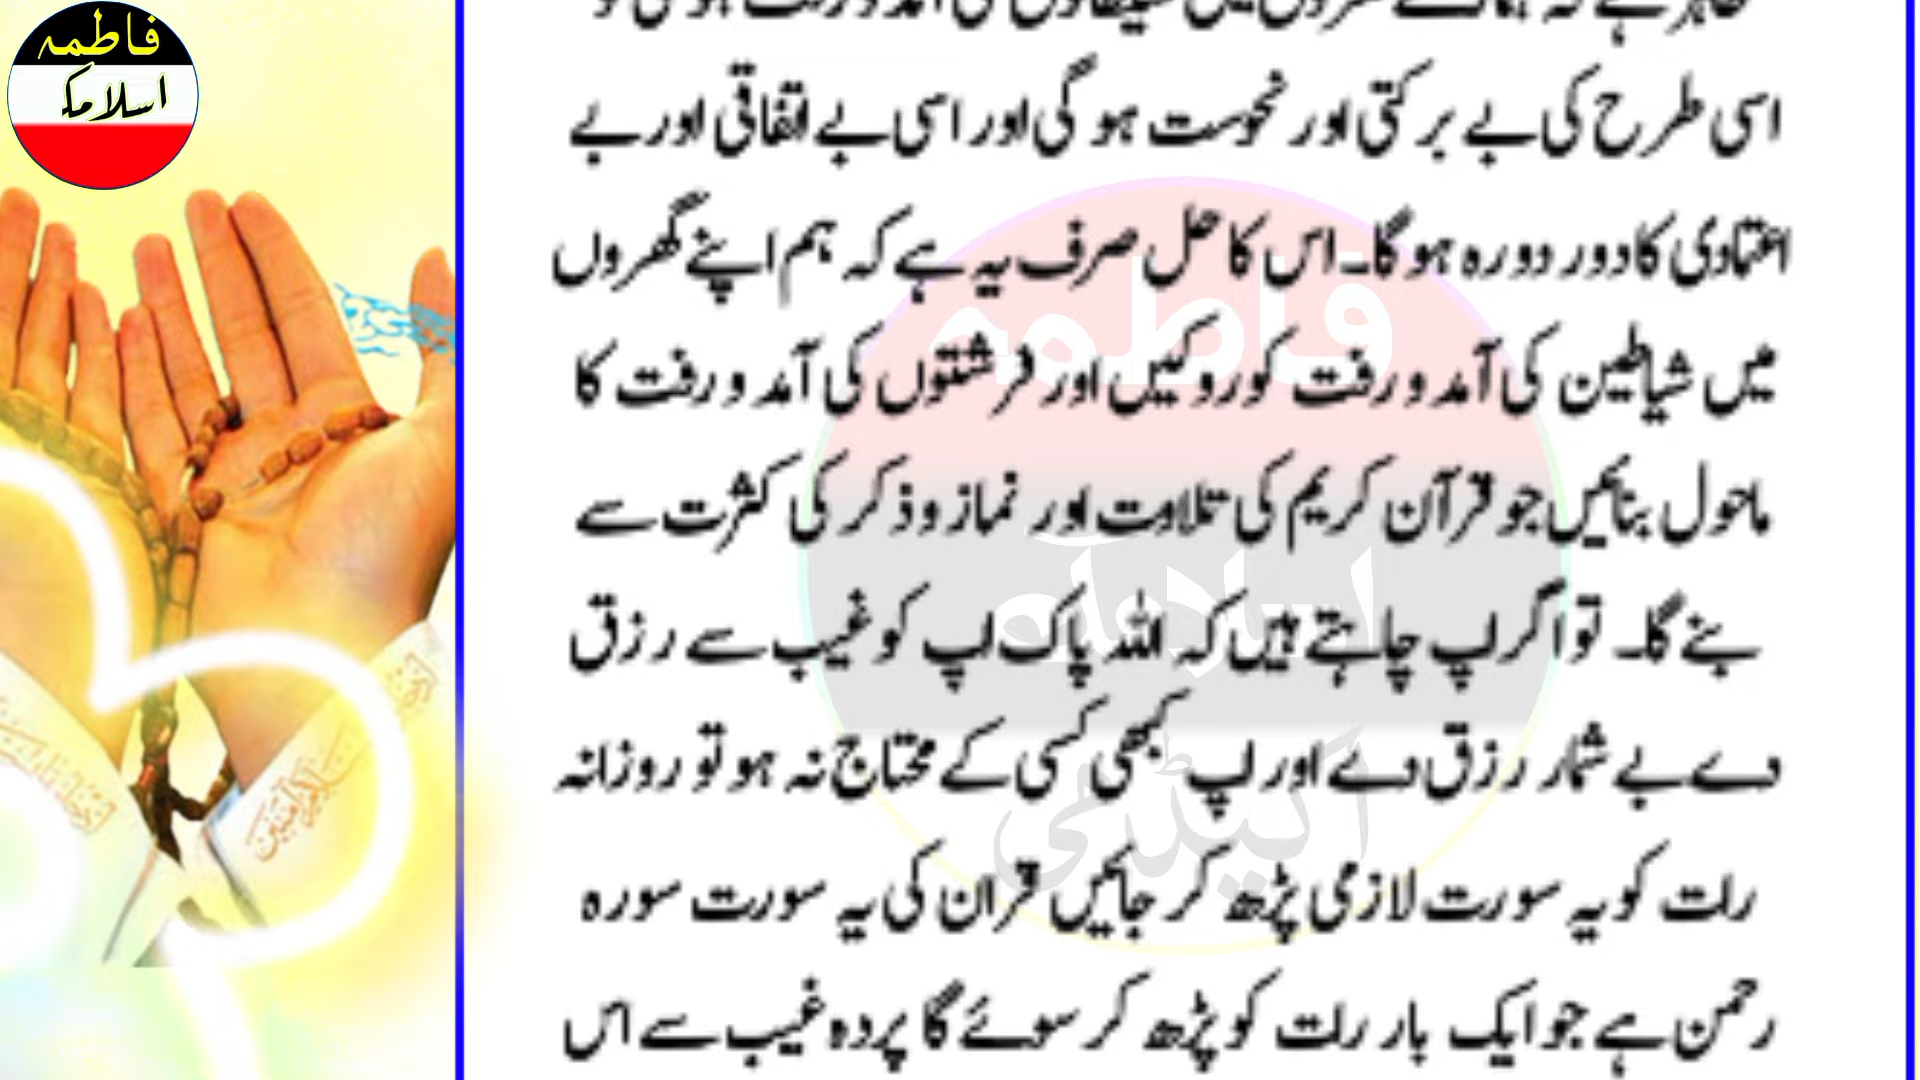 فاطمہ
اسلامک
اسی طرح کی بے برکتی اور نحوست ہو گی اور اسی بے اتفاقی اور بے
اعتمادی کا دور دورہ ہو گا۔ اس کا حل صرف یہ ہے کہ ہم اپنے گھروں
میں شیاطین کی آمد و رفت کو روکیں اور فرشتوں کی آمد و رفت کا
ماحول بنائیں جو قرآن کریم کی تلاوت اور نماز و ذکر کی کثرت سے
بنے گا۔ تو اگر اپ چاہتے ہیں کہ اللہ پاک اپ کو غیب سے رزق
دے بے شمار رزق دے اور اپ کبھی کسی کے محتاج نہ ہو تو روزانہ
رات کو یہ سورت لازمی پڑھ کر جائیں قران کی یہ سورت سورہ
رحمن ہے جو ایک بار رات کو پڑھ کر سوئے گا پردہ غیب سے اس